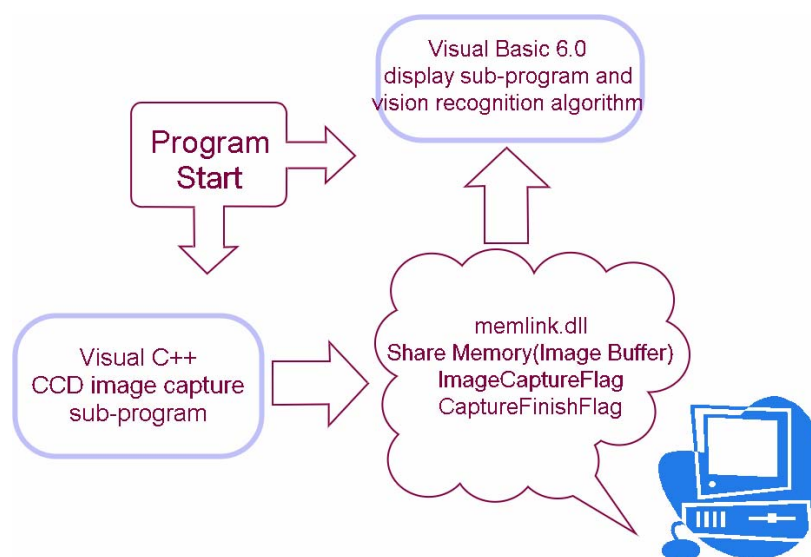 Visual Basic 6.0
display sub-program and
vision recognition algorithm
Program
Start
Visual C++
CCD image capture
sub-program
memlink.dll
Share Memory(Image Buffer)
ImageCaptureFlag
CaptureFinishFlag